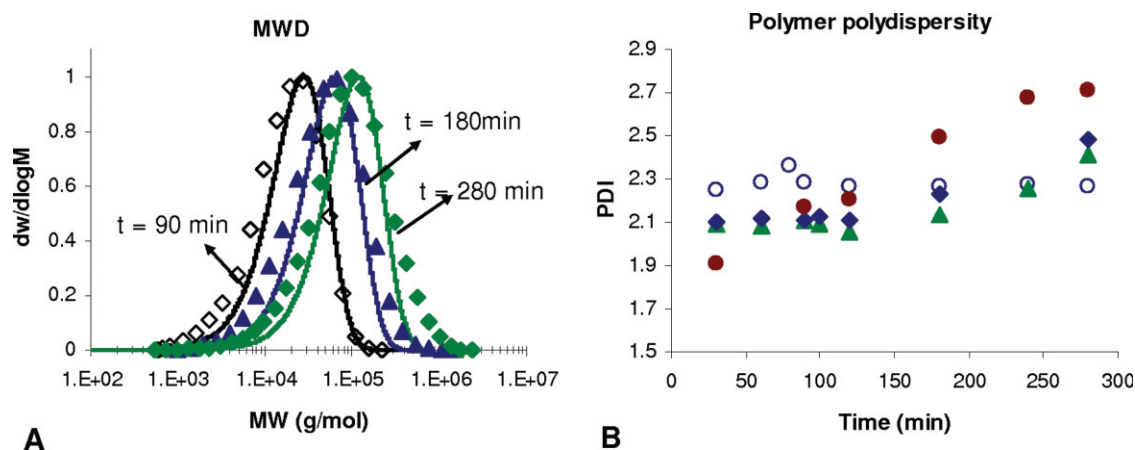 MWD
1
0.8
0.6
0.4
0.2
0
dw/dlogM
t = 180min
t = 280 min
t = 90 min
1.E+02 1.E+03 1.E+04 1.E+05 1.E+06 1.E+07
MW (g/mol)
A
Polymer polydispersity
2.9
2.7
2.5
2.3
2.1
1.9
1.7
1.5
PDI
0 50 100 150 200 250 300
Time (min)
B